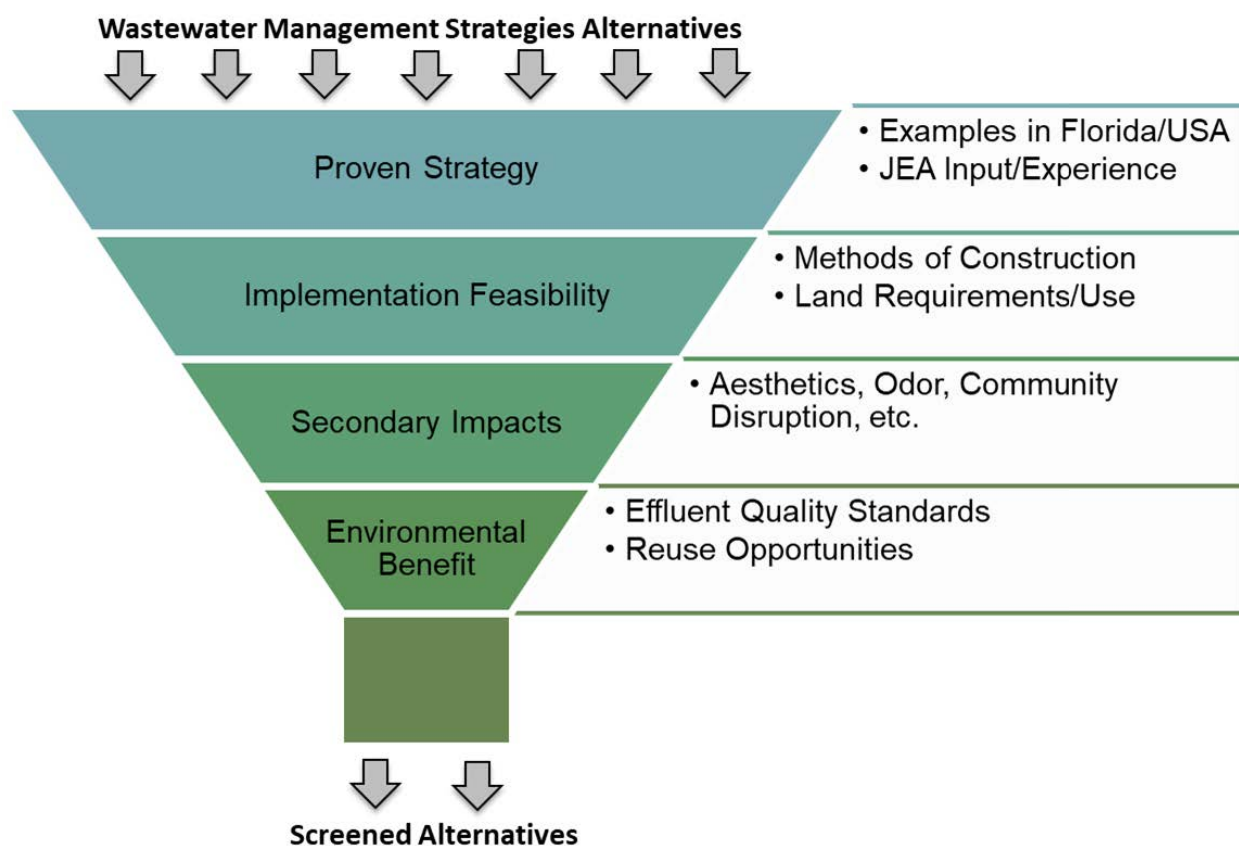 Wastewater Management Strategies Alternatives
Proven Strategy
• Examples in Florida/USA
• JEA Input/Experience
Implementation Feasibility
• Methods of Construction
• Land Requirements/Use
Secondary Impacts
• Aesthetics, Odor, Community
Disruption, etc.
Environmental
Benefit
• Effluent Quality Standards
• Reuse Opportunities
Screened Alternatives